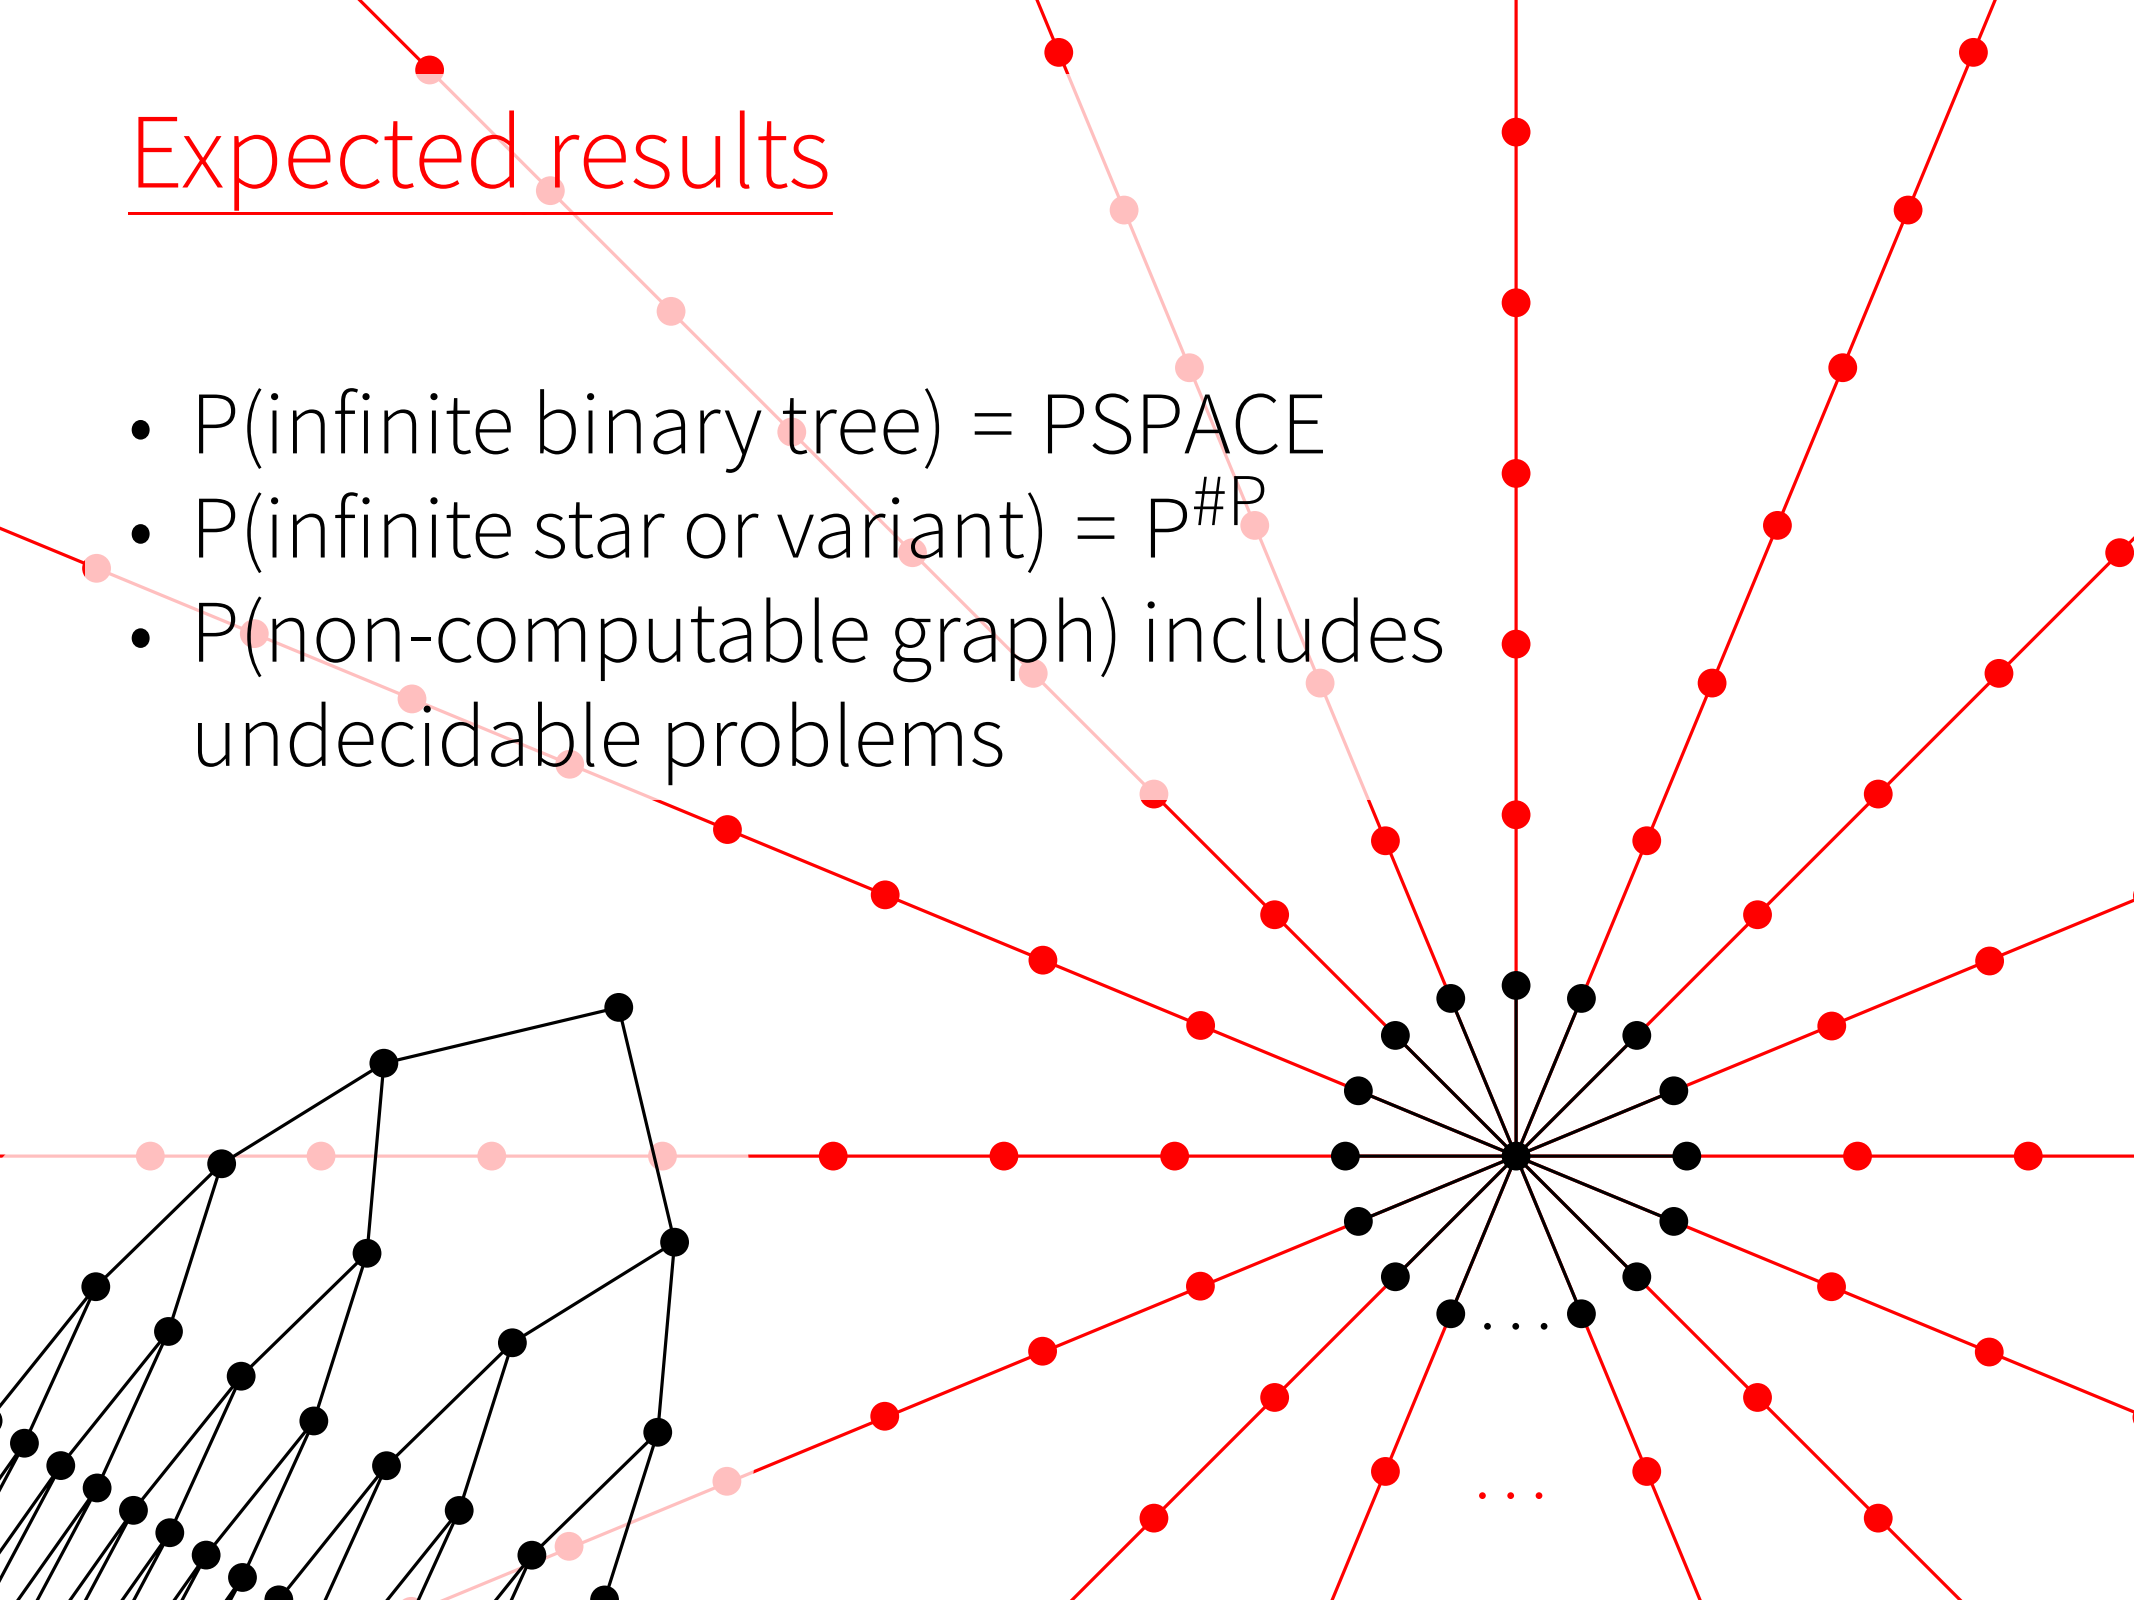 Expected results
• P(infinite binary tree) = PSPACE
• P(infinite star or variant) = P^#P
• P(non-computable graph) includes
undecidable problems
. . .
. . .